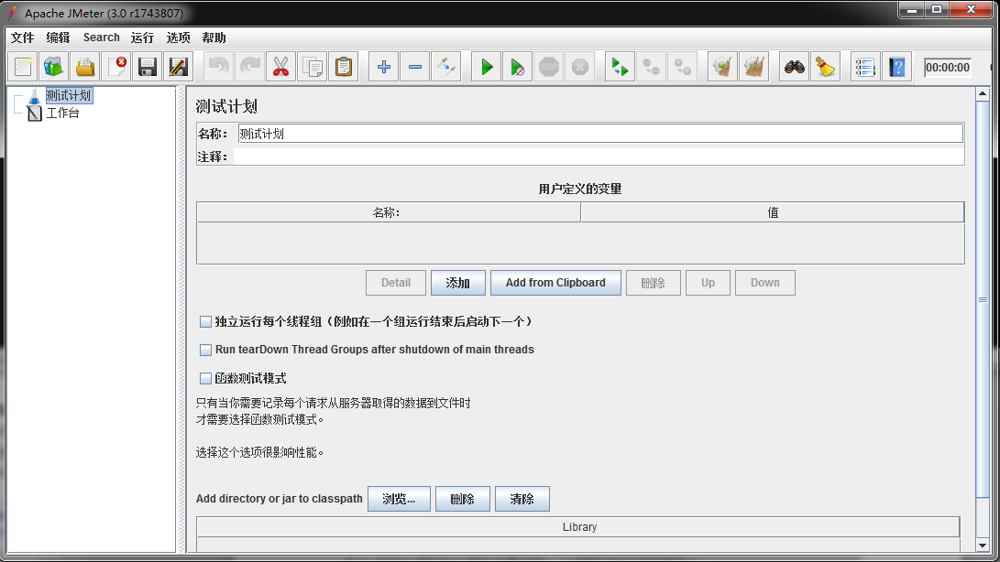 Apache JMeter (3.0 r1743807)
文件 编辑 Search 运行 选项 帮助
STOP 00:00:00
测试计划
工作台
测试计划
名称： 测试计划
注释：
用户定义的变量
名称： 值
Detail 添加 Add from Clipboard 删除 Up Down
独立运行每个线程组（例如在一个组运行结束后启动下一个）
Run tearDown Thread Groups after shutdown of main threads
函数测试模式
只有当你需要记录每个请求从服务器取得的数据到文件时
才需要选择函数测试模式。
选择这个选项很影响性能。
Add directory or jar to classpath 浏览... 删除 清除
Library